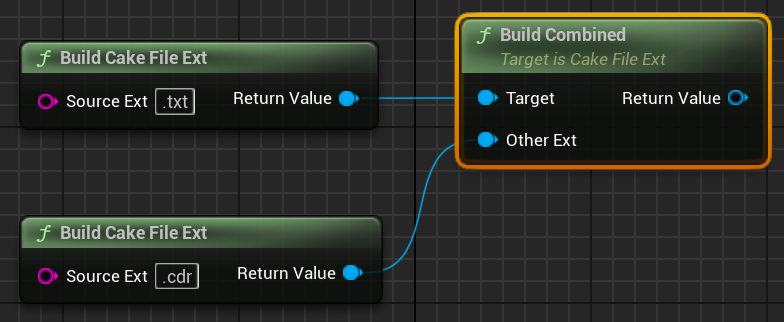 f Build Cake File Ext
Source Ext .txt Return Value
f Build Combined
Target is Cake File Ext
Target Return Value
Other Ext
f Build Cake File Ext
Source Ext .cdr Return Value